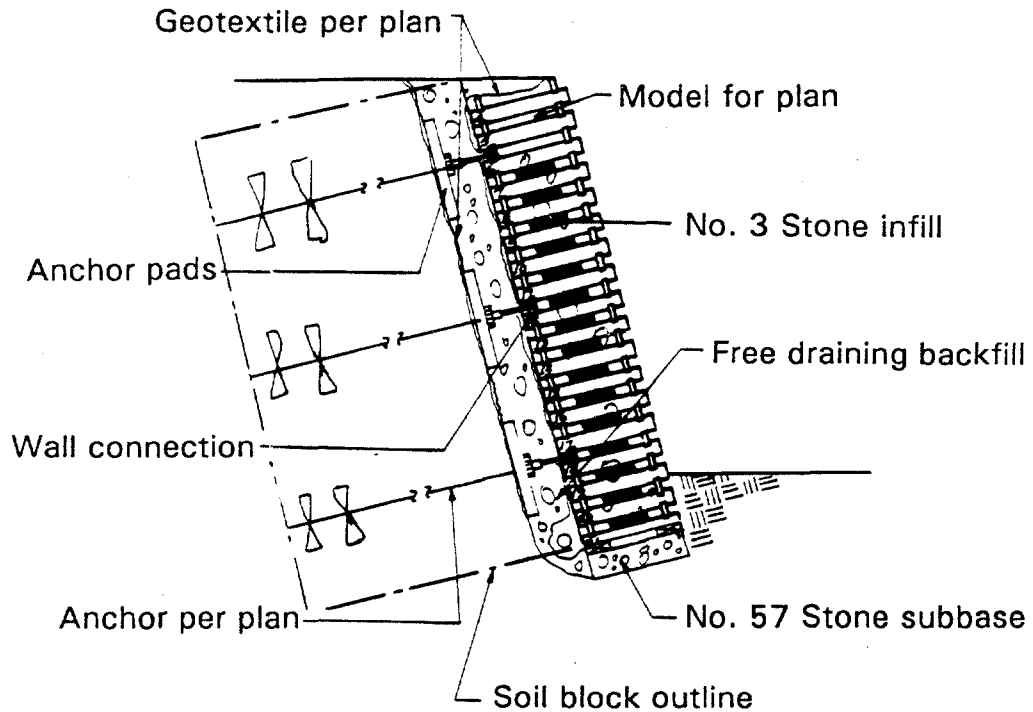 Geotextile per plan
Model for plan
No. 3 Stone infill
Anchor pads
Free draining backfill
Wall connection
Anchor per plan
No. 57 Stone subbase
Soil block outline